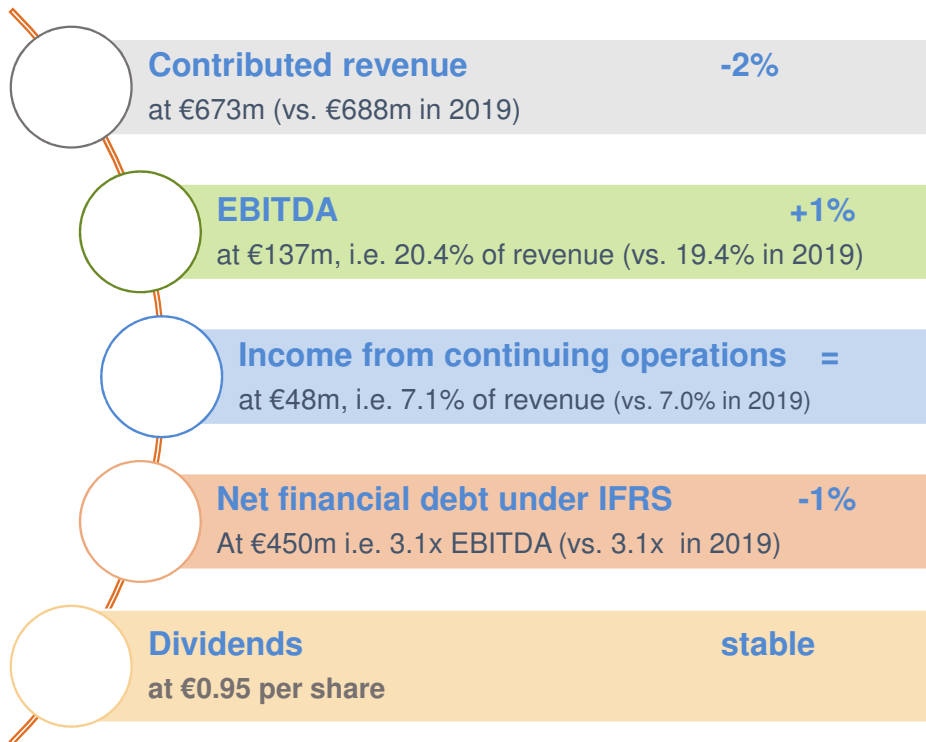 Contributed revenue -2%
at €673m (vs. €688m in 2019)
EBITDA +1%
at €137m, i.e. 20.4% of revenue (vs. 19.4% in 2019)
Income from continuing operations =
at €48m, i.e. 7.1% of revenue (vs. 7.0% in 2019)
Net financial debt under IFRS -1%
At €450m i.e. 3.1x EBITDA (vs. 3.1x in 2019)
Dividends stable
at €0.95 per share